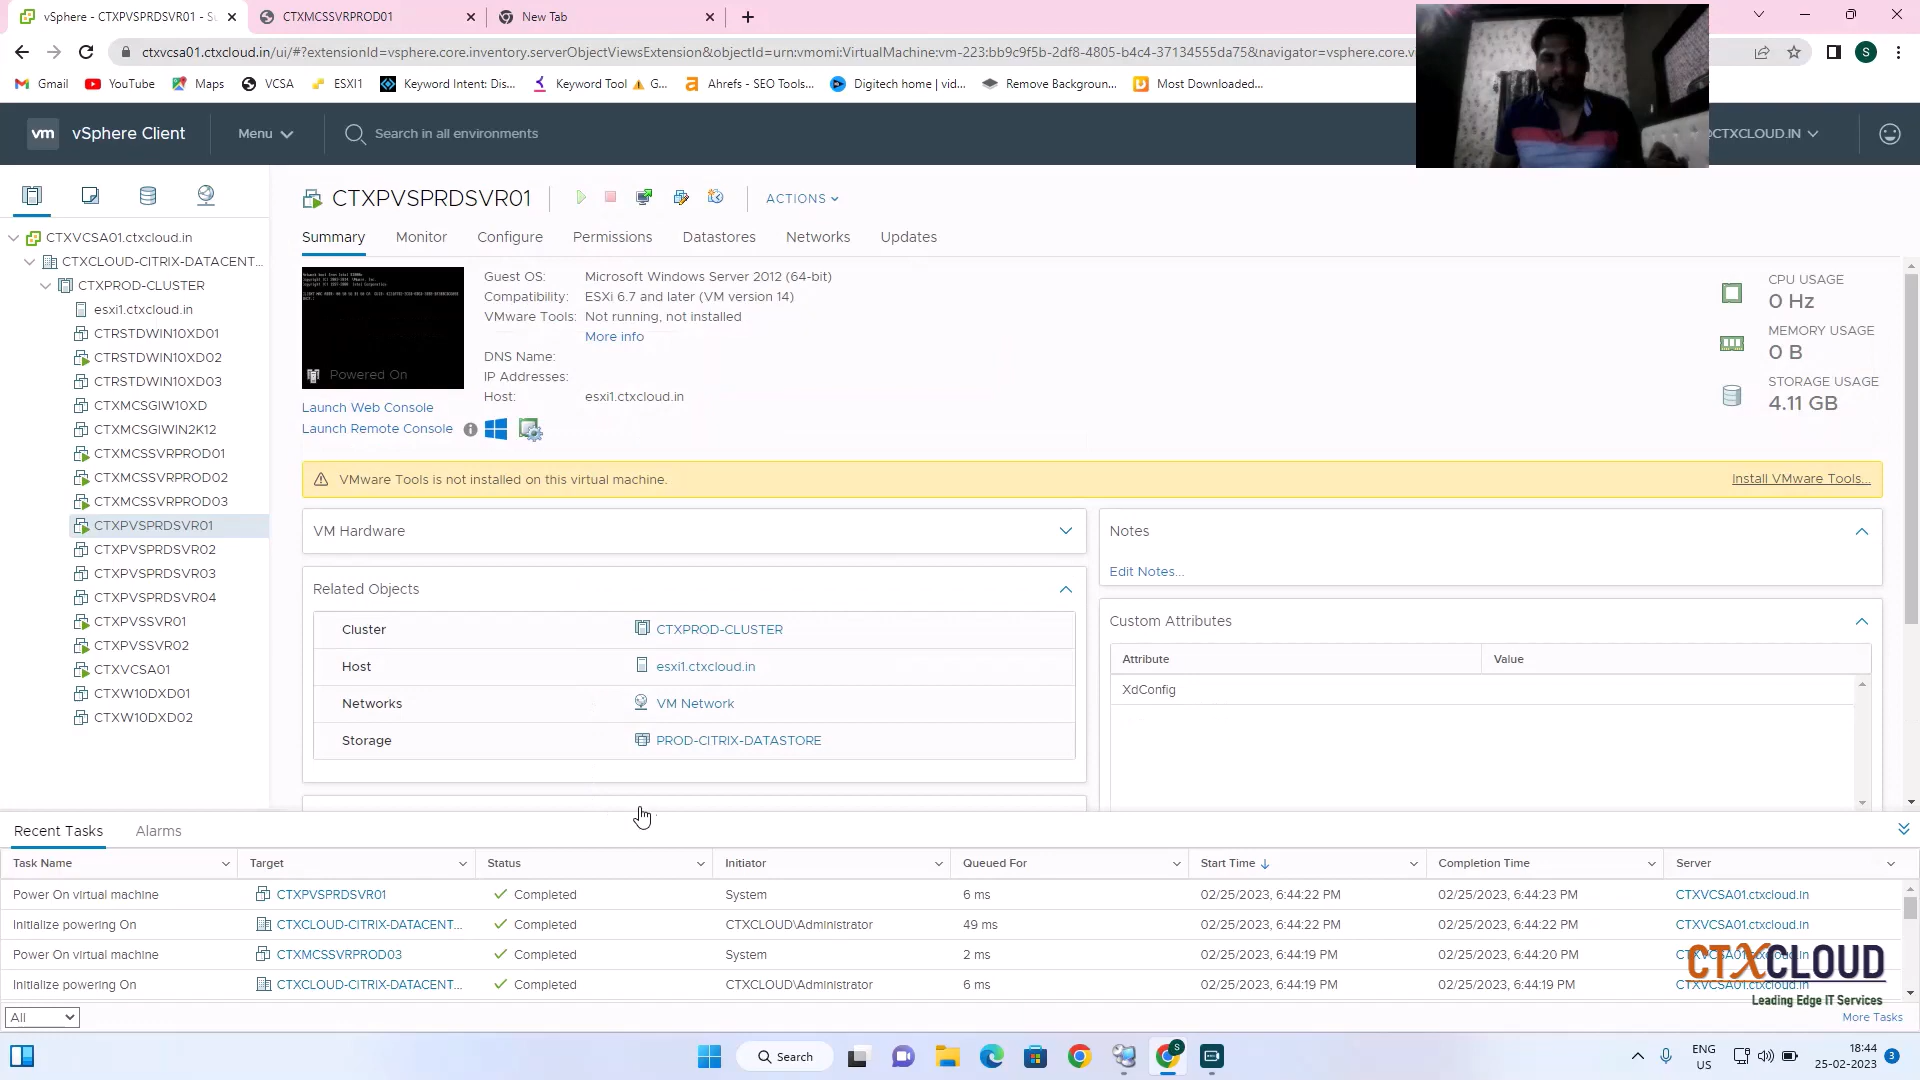 vSphere - CTXPVSPRDSVR01 - Su
CTXMCSSVRPROD01
New Tab
ctxvcsa01.ctxcloud.in/ui/#?extensionId=vsphere.core.inventory.serverObjectViewsExtension&objectId=urn:vmomi:VirtualMachine:vm-223:bb9c9f5b-2df8-4805-b4c4-37134555da75&navigator=vsphere.core.v
S
Gmail
YouTube
Maps
VCSA
ESXI1
Keyword Intent: Dis...
Keyword Tool ⚠ G...
Ahrefs - SEO Tools...
Digitech home | vid...
Remove Background...
Most Downloaded...
vm vSphere Client
Menu
Search in all environments
@CTXCLOUD.IN
CTXVCSA01.ctxcloud.in
CTXCLOUD-CITRIX-DATACENT...
CTXPROD-CLUSTER
esxi1.ctxcloud.in
CTRSTDWIN10XD01
CTRSTDWIN10XD02
CTRSTDWIN10XD03
CTXMCSGIW10XD
CTXMCSGIWIN2K12
CTXMCSSVRPROD01
CTXMCSSVRPROD02
CTXMCSSVRPROD03
CTXPVSPRDSVR01
CTXPVSPRDSVR02
CTXPVSPRDSVR03
CTXPVSPRDSVR04
CTXPVSSVR01
CTXPVSSVR02
CTXVCSA01
CTXW10DXD01
CTXW10DXD02
CTXPVSPRDSVR01
ACTIONS
Summary
Monitor
Configure
Permissions
Datastores
Networks
Updates
Powered On
Launch Web Console
Launch Remote Console
Guest OS: Microsoft Windows Server 2012 (64-bit)
Compatibility: ESXi 6.7 and later (VM version 14)
VMware Tools: Not running, not installed
More info
DNS Name:
IP Addresses:
Host: esxi1.ctxcloud.in
CPU USAGE
0 Hz
MEMORY USAGE
0 B
STORAGE USAGE
4.11 GB
VMware Tools is not installed on this virtual machine.
Install VMware Tools...
VM Hardware
Related Objects
Cluster CTXPROD-CLUSTER
Host esxi1.ctxcloud.in
Networks VM Network
Storage PROD-CITRIX-DATASTORE
Notes
Edit Notes...
Custom Attributes
Attribute Value
XdConfig
Recent Tasks Alarms
Task Name Target Status Initiator Queued For Start Time Completion Time Server
Power On virtual machine CTXPVSPRDSVR01 Completed System 6 ms 02/25/2023, 6:44:22 PM 02/25/2023, 6:44:23 PM CTXVCSA01.ctxcloud.in
Initialize powering On CTXCLOUD-CITRIX-DATACENT... Completed CTXCLOUD\Administrator 49 ms 02/25/2023, 6:44:22 PM 02/25/2023, 6:44:22 PM CTXVCSA01.ctxcloud.in
Power On virtual machine CTXMCSSVRPROD03 Completed System 2 ms 02/25/2023, 6:44:19 PM 02/25/2023, 6:44:20 PM CTXVCSA01.ctxcloud.in
Initialize powering On CTXCLOUD-CITRIX-DATACENT... Completed CTXCLOUD\Administrator 6 ms 02/25/2023, 6:44:19 PM 02/25/2023, 6:44:19 PM CTXVCSA01.ctxcloud.in
CTXCLOUD
Leading Edge IT Services
All
More Tasks
Search
S
ENG
US
18:44
25-02-2023
3